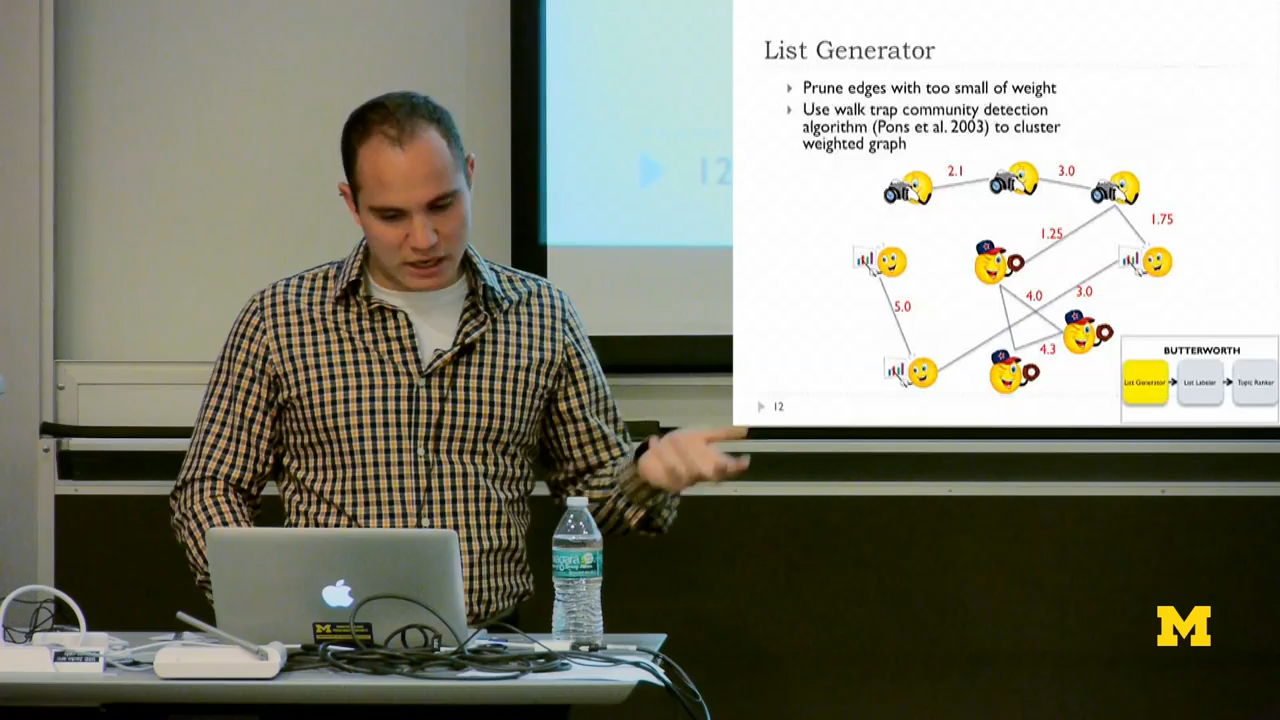 List Generator
Prune edges with too small of weight
Use walk trap community detection
algorithm (Pons et al. 2003) to cluster
weighted graph
2.1
3.0
1.75
1.25
5.0
4.0
3.0
4.3
BUTTERWORTH
List Generator
List Labeler
Topic Ranker
12
12
M
M